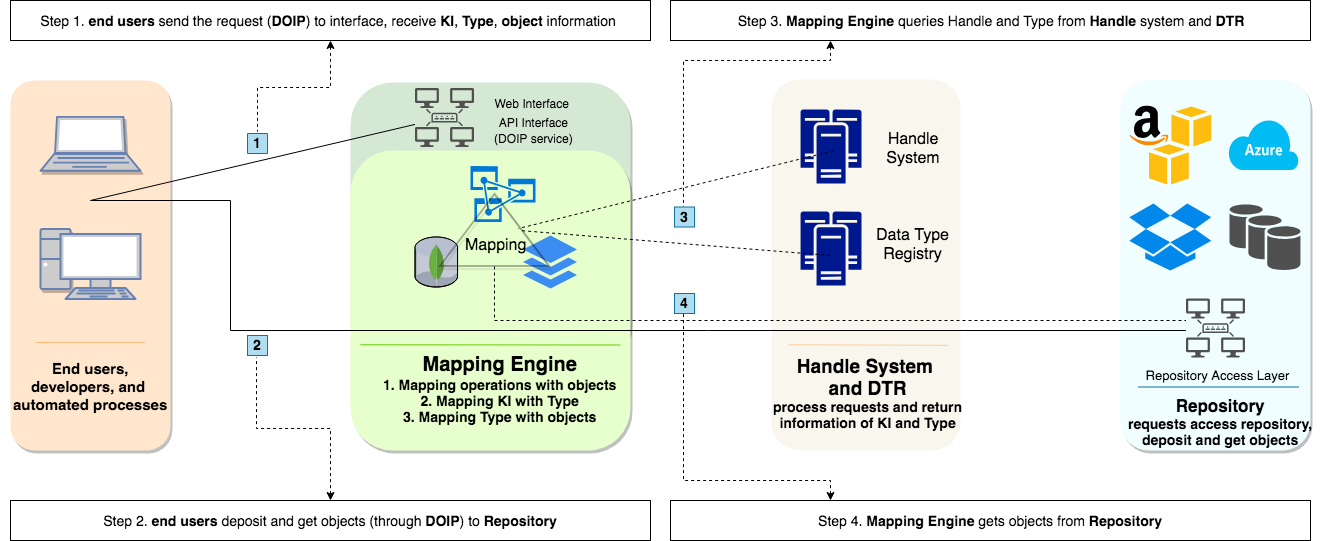 Step 1. end users send the request (DOIP) to interface, receive KI, Type, object information
Step 3. Mapping Engine queries Handle and Type from Handle system and DTR
1
Web Interface
API Interface
(DOIP service)
Mapping
3
Handle
System
Data Type
Registry
a
Azure
4
2
End users,
developers, and
automated processes
Mapping Engine
1. Mapping operations with objects
2. Mapping KI with Type
3. Mapping Type with objects
Handle System
and DTR
process requests and return
information of KI and Type
Repository Access Layer
Repository
requests access repository,
deposit and get objects
Step 2. end users deposit and get objects (through DOIP) to Repository
Step 4. Mapping Engine gets objects from Repository